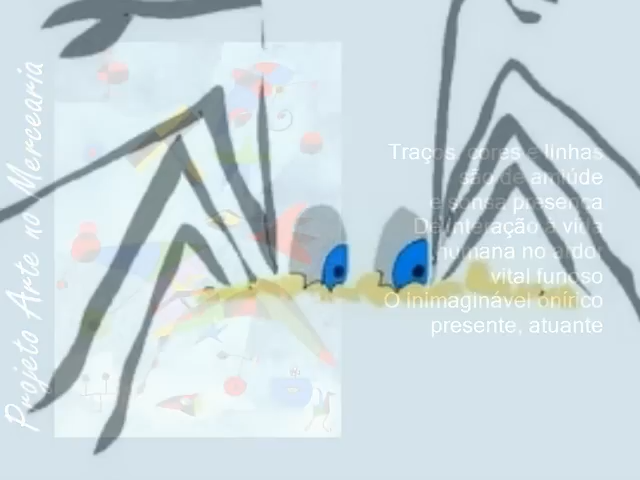 Projeto Arte no Mercearia
Traços, cores e linhas
são de amiúde
e sonsa presença
De interação à vida
humana no ardor
vital furioso
O inimaginável onírico
presente, atuante